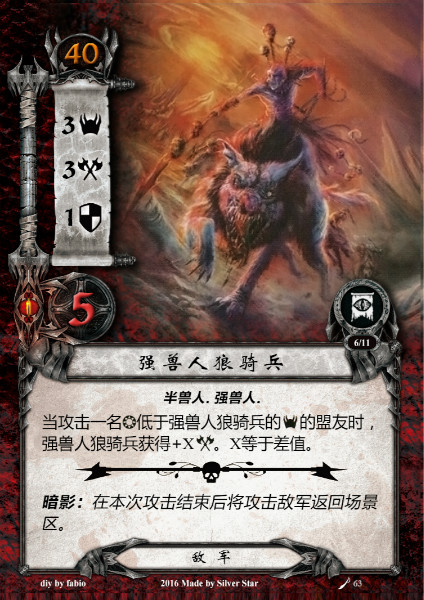 40
3
3
1
5
6/11
强兽人狼骑兵
半兽人. 强兽人.
当攻击一名低于强兽人狼骑兵的的盟友时，
强兽人狼骑兵获得+X。X等于差值。
暗影：在本次攻击结束后将攻击敌军返回场景
区。
敌军
diy by fabio 2016 Made by Silver Star 63